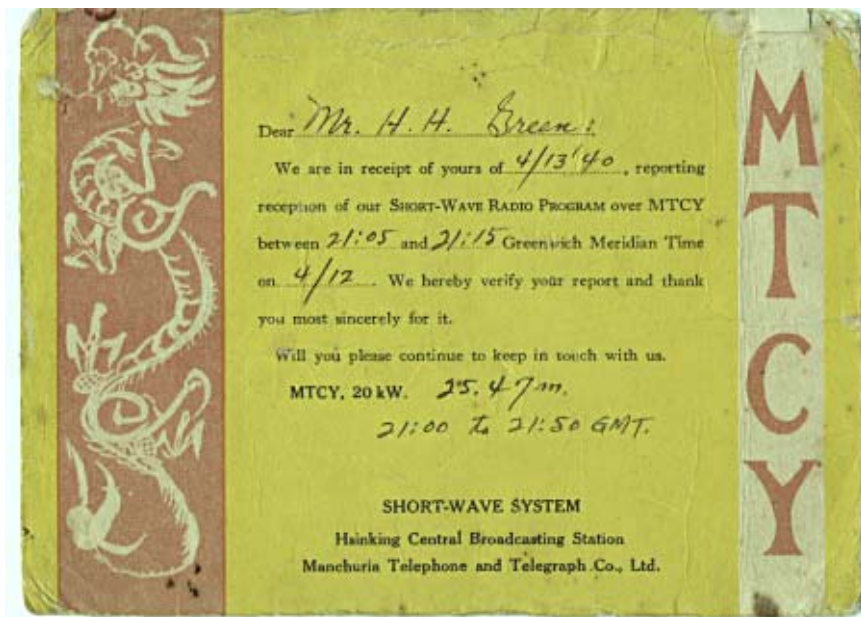 Dear Mr. H. H. Green:
We are in receipt of yours of 4/13'40, reporting
reception of our SHORT-WAVE RADIO PROGRAM over MTCY
between 21:05 and 21:15 Greenwich Meridian Time
on 4/12. We hereby verify your report and thank
you most sincerely for it.
Will you please continue to keep in touch with us.
MTCY, 20 kW. 25.47m.
21:00 to 21:50 GMT.
SHORT-WAVE SYSTEM
Hsinking Central Broadcasting Station
Manchuria Telephone and Telegraph Co., Ltd.
MTCY